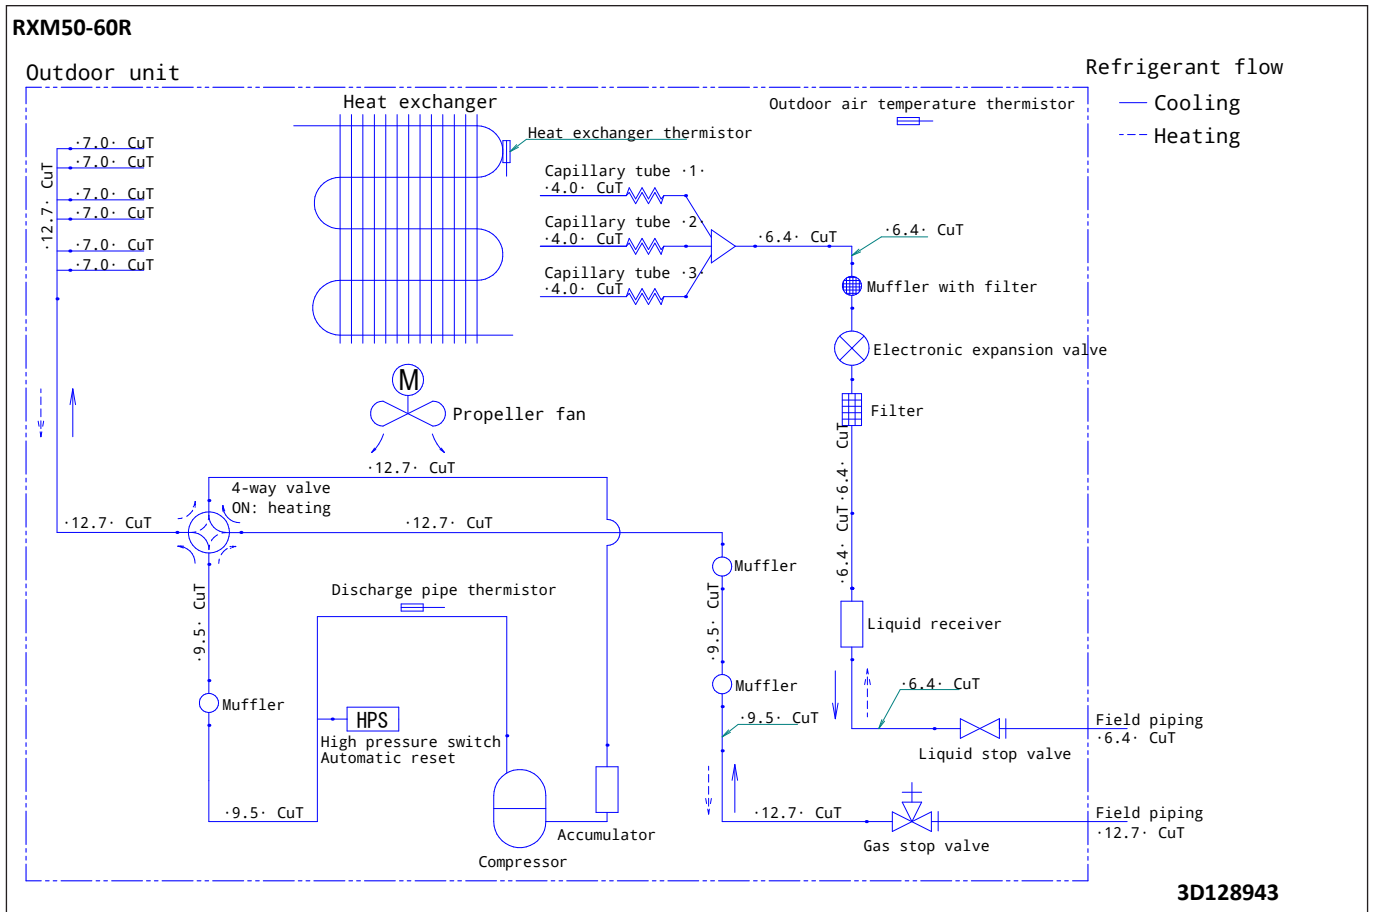 RXM50-60R
Outdoor unit
Refrigerant flow
Cooling
Heating
Heat exchanger
Outdoor air temperature thermistor
Heat exchanger thermistor
·7.0· CuT
·7.0· CuT
·7.0· CuT
·7.0· CuT
·7.0· CuT
·7.0· CuT
·12.7· CuT
Capillary tube ·1·
·4.0· CuT
Capillary tube ·2·
·4.0· CuT
Capillary tube ·3·
·4.0· CuT
·6.4· CuT
·6.4· CuT
Muffler with filter
Electronic expansion valve
Filter
M
Propeller fan
·12.7· CuT
4-way valve
ON: heating
·12.7· CuT
·12.7· CuT
·6.4· CuT
·6.4· CuT
Muffler
Discharge pipe thermistor
·9.5· CuT
·9.5· CuT
Liquid receiver
Muffler
Muffler
·6.4· CuT
HPS
High pressure switch
Automatic reset
·9.5· CuT
Field piping
·6.4· CuT
Liquid stop valve
·9.5· CuT
·12.7· CuT
Field piping
·12.7· CuT
Accumulator
Gas stop valve
Compressor
3D128943